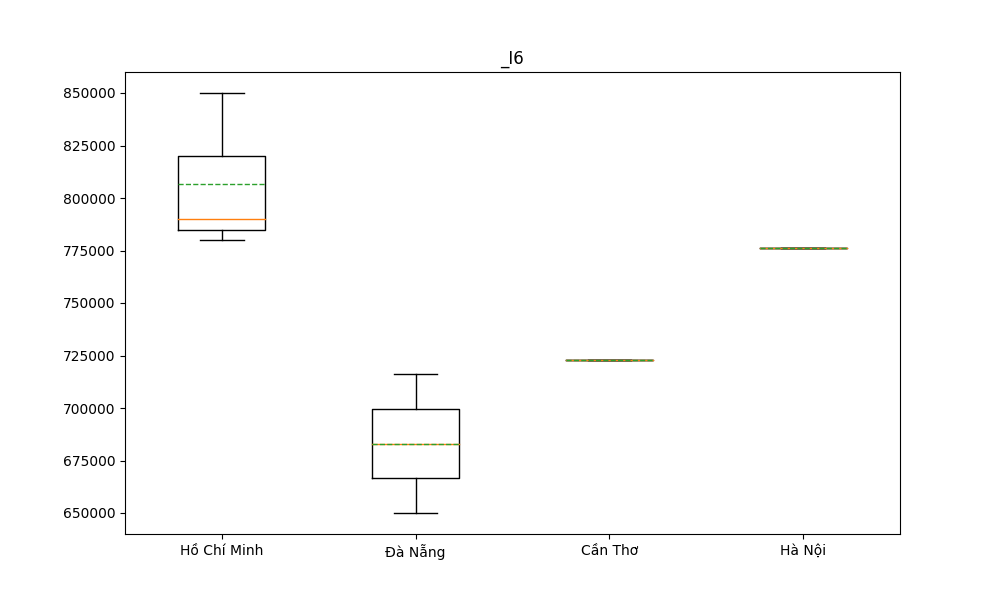 _l6
850000
825000
800000
775000
750000
725000
700000
675000
650000
Hồ Chí Minh
Đà Nẵng
Cần Thơ
Hà Nội